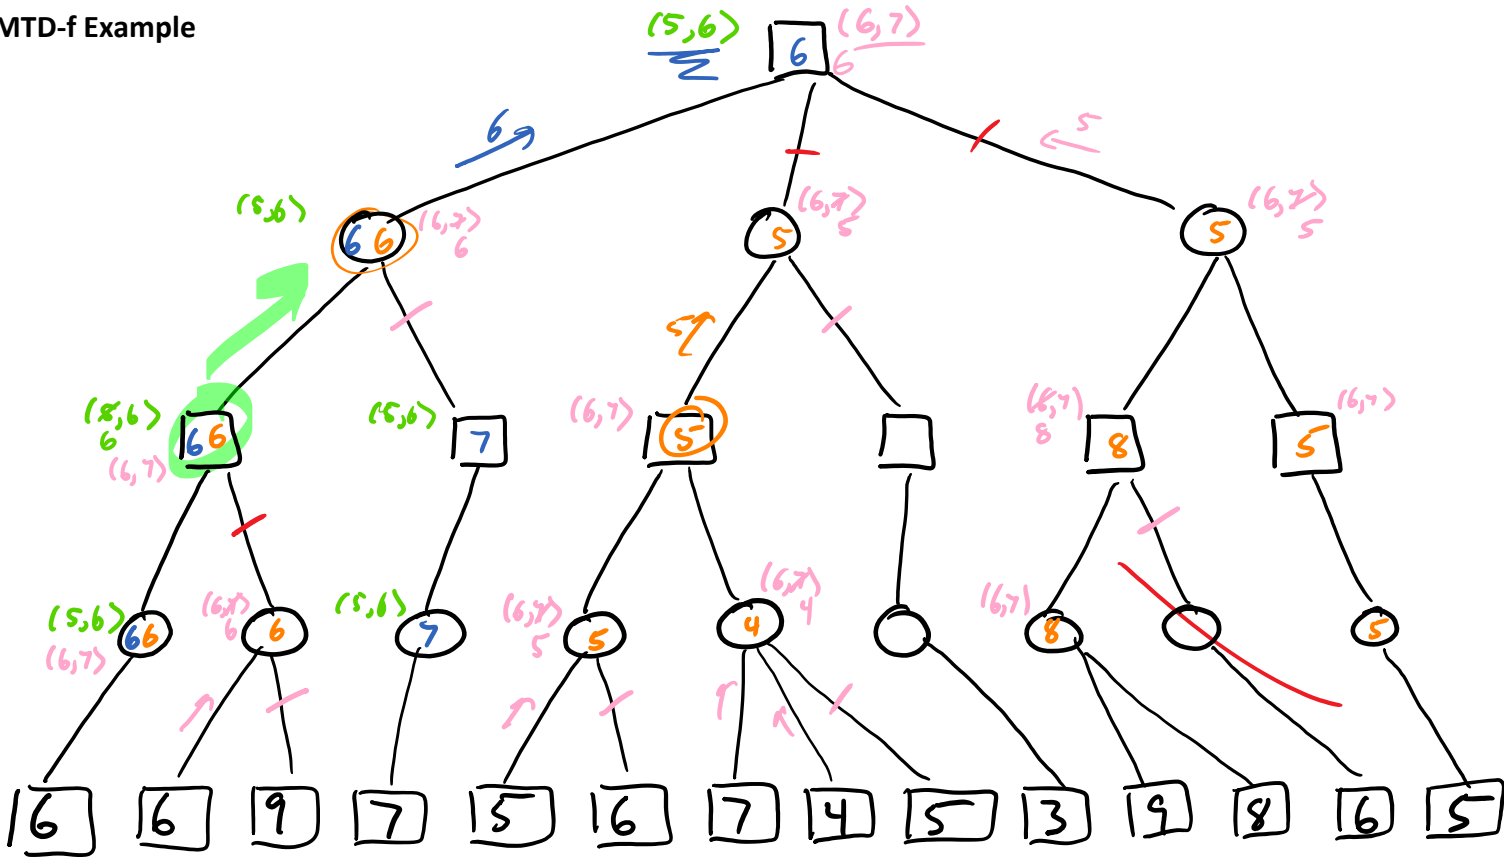 MTD-f Example
(5,6) 6 (6,7)
6
6 5
(5,6) 6 6 (6,7) (6,7) (6,7)
6 5 5 5 5
5
(5,6) 6 6 (5,6) 7 (6,7) 5 (6,7) 8 (6,7) 5
6 8
(6,7)
(5,6) 6 6 (6,7) 6 (5,6) 7 (6,7) 5 (6,7) 4 (6,7) 8 5
(6,7) 6 5 4
6 6 9 7 5 6 7 4 5 3 9 8 6 5